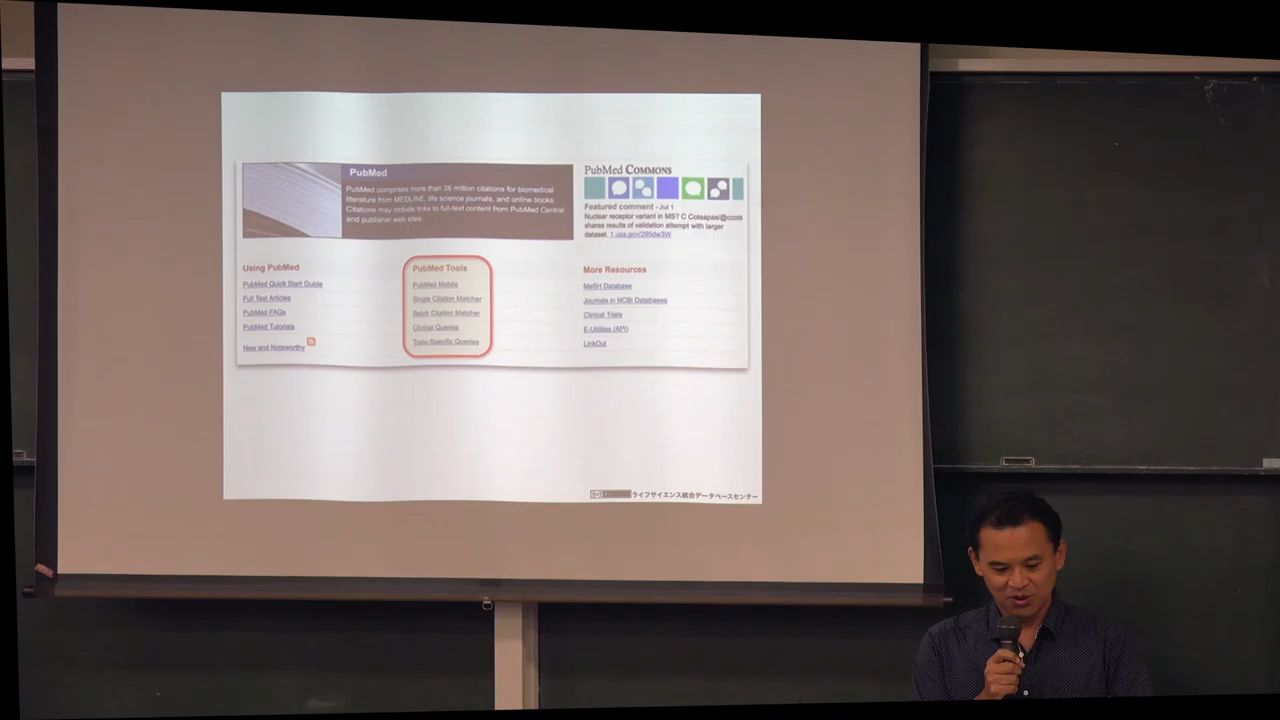 PubMed
PubMed comprises more than 26 million citations for biomedical
literature from MEDLINE, life science journals, and online books.
Citations may include links to full-text content from PubMed Central
and publisher web sites.
PubMed COMMONS
Featured comment - Jul 1
Nuclear receptor variant in MS? C Cotsapas/@ccots
shares results of validation attempt with larger
dataset. 1.usa.gov/295dw3W
Using PubMed
PubMed Quick Start Guide
Full Text Articles
PubMed FAQs
PubMed Tutorials
New and Noteworthy
PubMed Tools
PubMed Mobile
Single Citation Matcher
Batch Citation Matcher
Clinical Queries
Topic-Specific Queries
More Resources
MeSH Database
Journals in NCBI Databases
Clinical Trials
E-Utilities (API)
LinkOut
ライフサイエンス統合データベースセンター